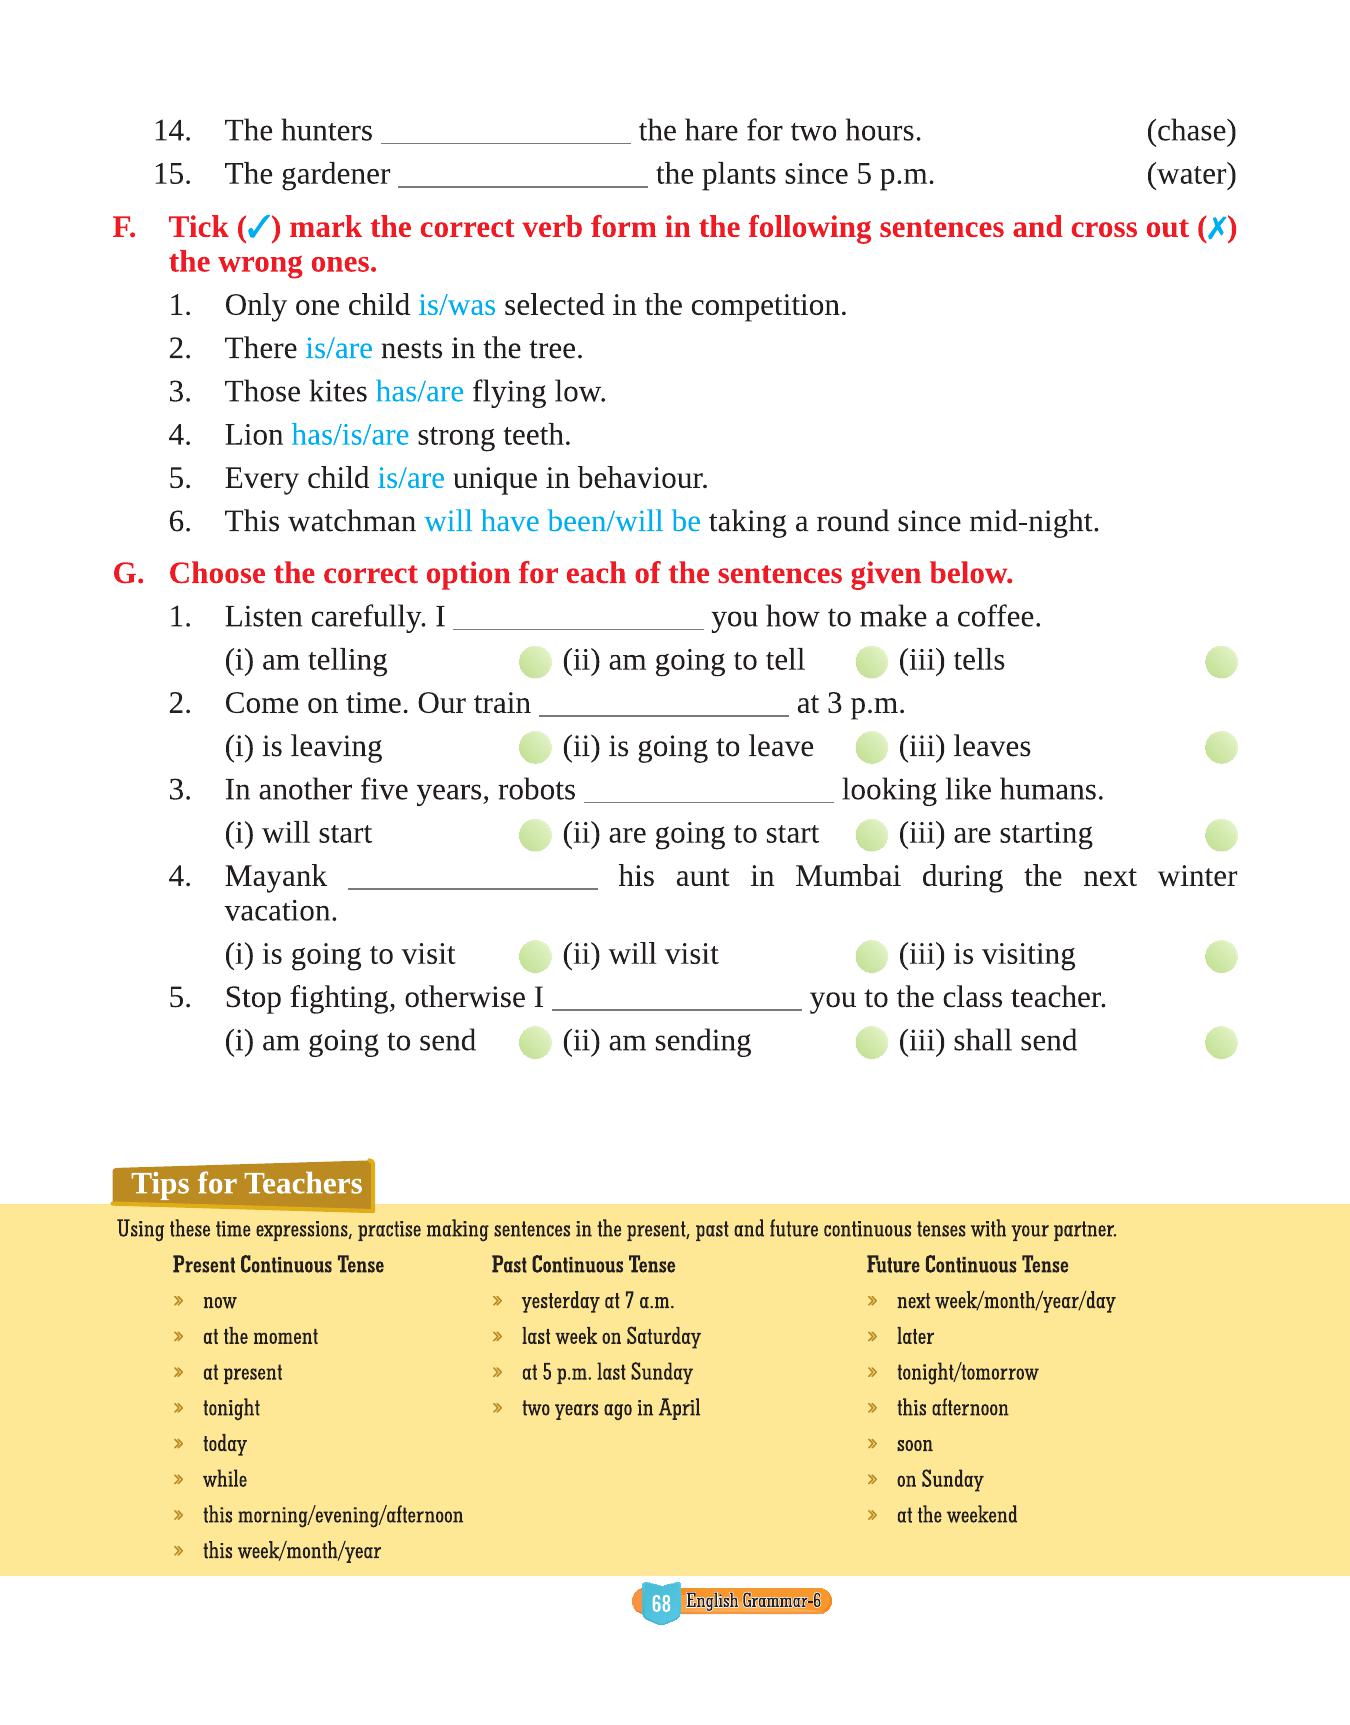 14. The hunters ________________ the hare for two hours. (chase)
15. The gardener ________________ the plants since 5 p.m. (water)
F. Tick (✓) mark the correct verb form in the following sentences and cross out (✗)
the wrong ones.
1. Only one child is/was selected in the competition.
2. There is/are nests in the tree.
3. Those kites has/are flying low.
4. Lion has/is/are strong teeth.
5. Every child is/are unique in behaviour.
6. This watchman will have been/will be taking a round since mid-night.
G. Choose the correct option for each of the sentences given below.
1. Listen carefully. I ________________ you how to make a coffee.
(i) am telling (ii) am going to tell (iii) tells
2. Come on time. Our train ________________ at 3 p.m.
(i) is leaving (ii) is going to leave (iii) leaves
3. In another five years, robots ________________ looking like humans.
(i) will start (ii) are going to start (iii) are starting
4. Mayank ________________ his aunt in Mumbai during the next winter
vacation.
(i) is going to visit (ii) will visit (iii) is visiting
5. Stop fighting, otherwise I ________________ you to the class teacher.
(i) am going to send (ii) am sending (iii) shall send
Tips for Teachers
Using these time expressions, practise making sentences in the present, past and future continuous tenses with your partner.
Present Continuous Tense
» now
» at the moment
» at present
» tonight
» today
» while
» this morning/evening/afternoon
» this week/month/year
Past Continuous Tense
» yesterday at 7 a.m.
» last week on Saturday
» at 5 p.m. last Sunday
» two years ago in April
Future Continuous Tense
» next week/month/year/day
» later
» tonight/tomorrow
» this afternoon
» soon
» on Sunday
» at the weekend
68 English Grammar-6